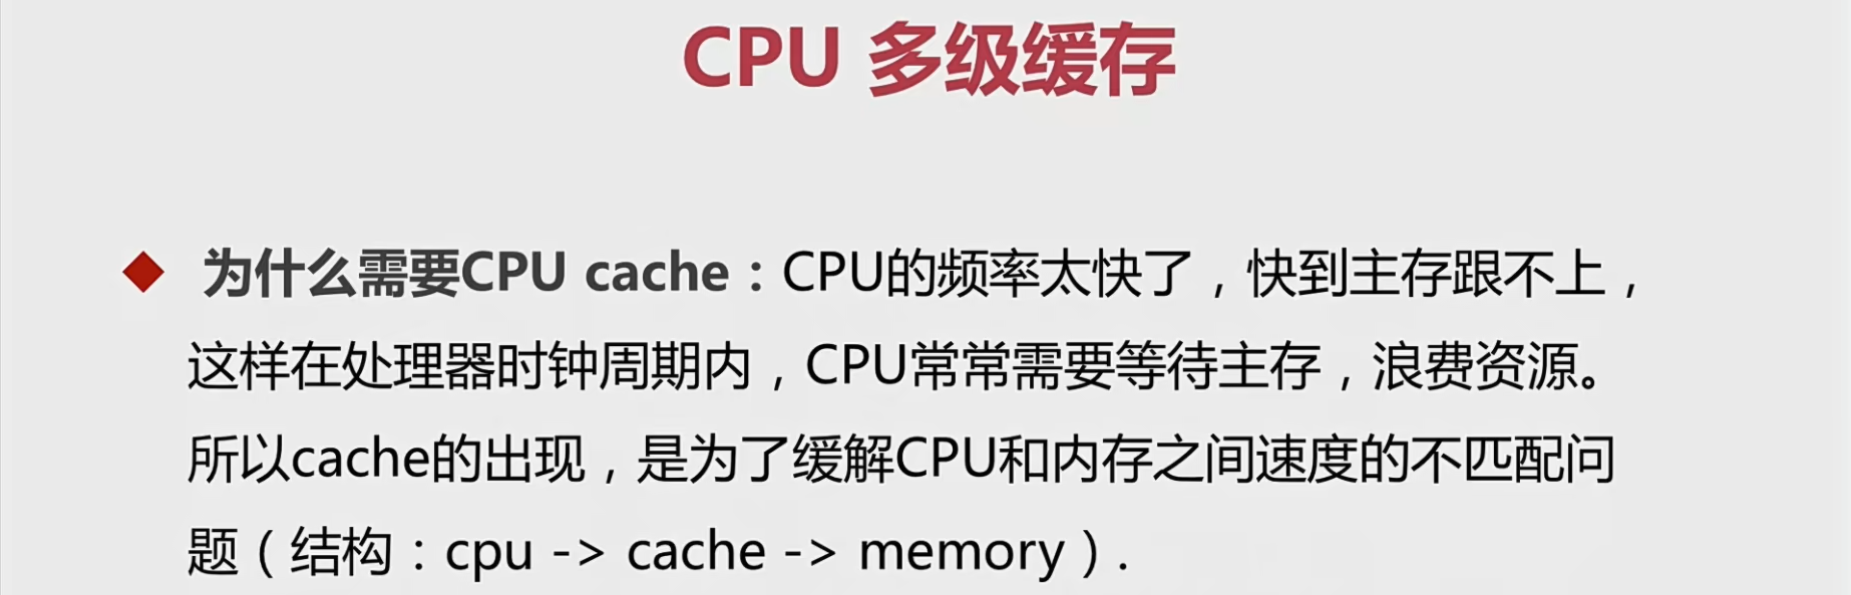 CPU 多级缓存
为什么需要CPU cache：CPU的频率太快了，快到主存跟不上，
这样在处理器时钟周期内，CPU常常需要等待主存，浪费资源。
所以cache的出现，是为了缓解CPU和内存之间速度的不匹配问
题（结构：cpu -> cache -> memory）.